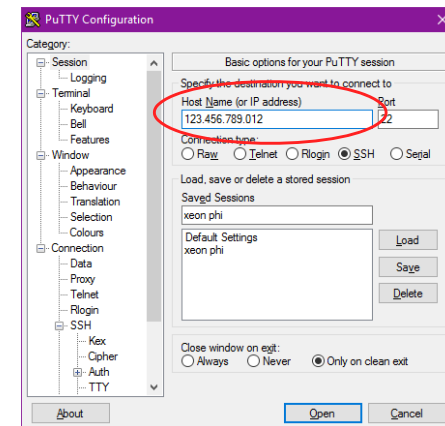 PuTTY Configuration
Category:
Session
Logging
Terminal
Keyboard
Bell
Features
Window
Appearance
Behaviour
Translation
Selection
Colours
Connection
Data
Proxy
Telnet
Rlogin
SSH
Kex
Cipher
Auth
TTY
Basic options for your PuTTY session
Specify the destination you want to connect to
Host Name (or IP address) Port
123.456.789.012 22
Connection type:
Raw Telnet Rlogin SSH Serial
Load, save or delete a stored session
Saved Sessions
xeon phi
Default Settings
xeon phi
Load
Save
Delete
Close window on exit:
Always Never Only on clean exit
About Open Cancel